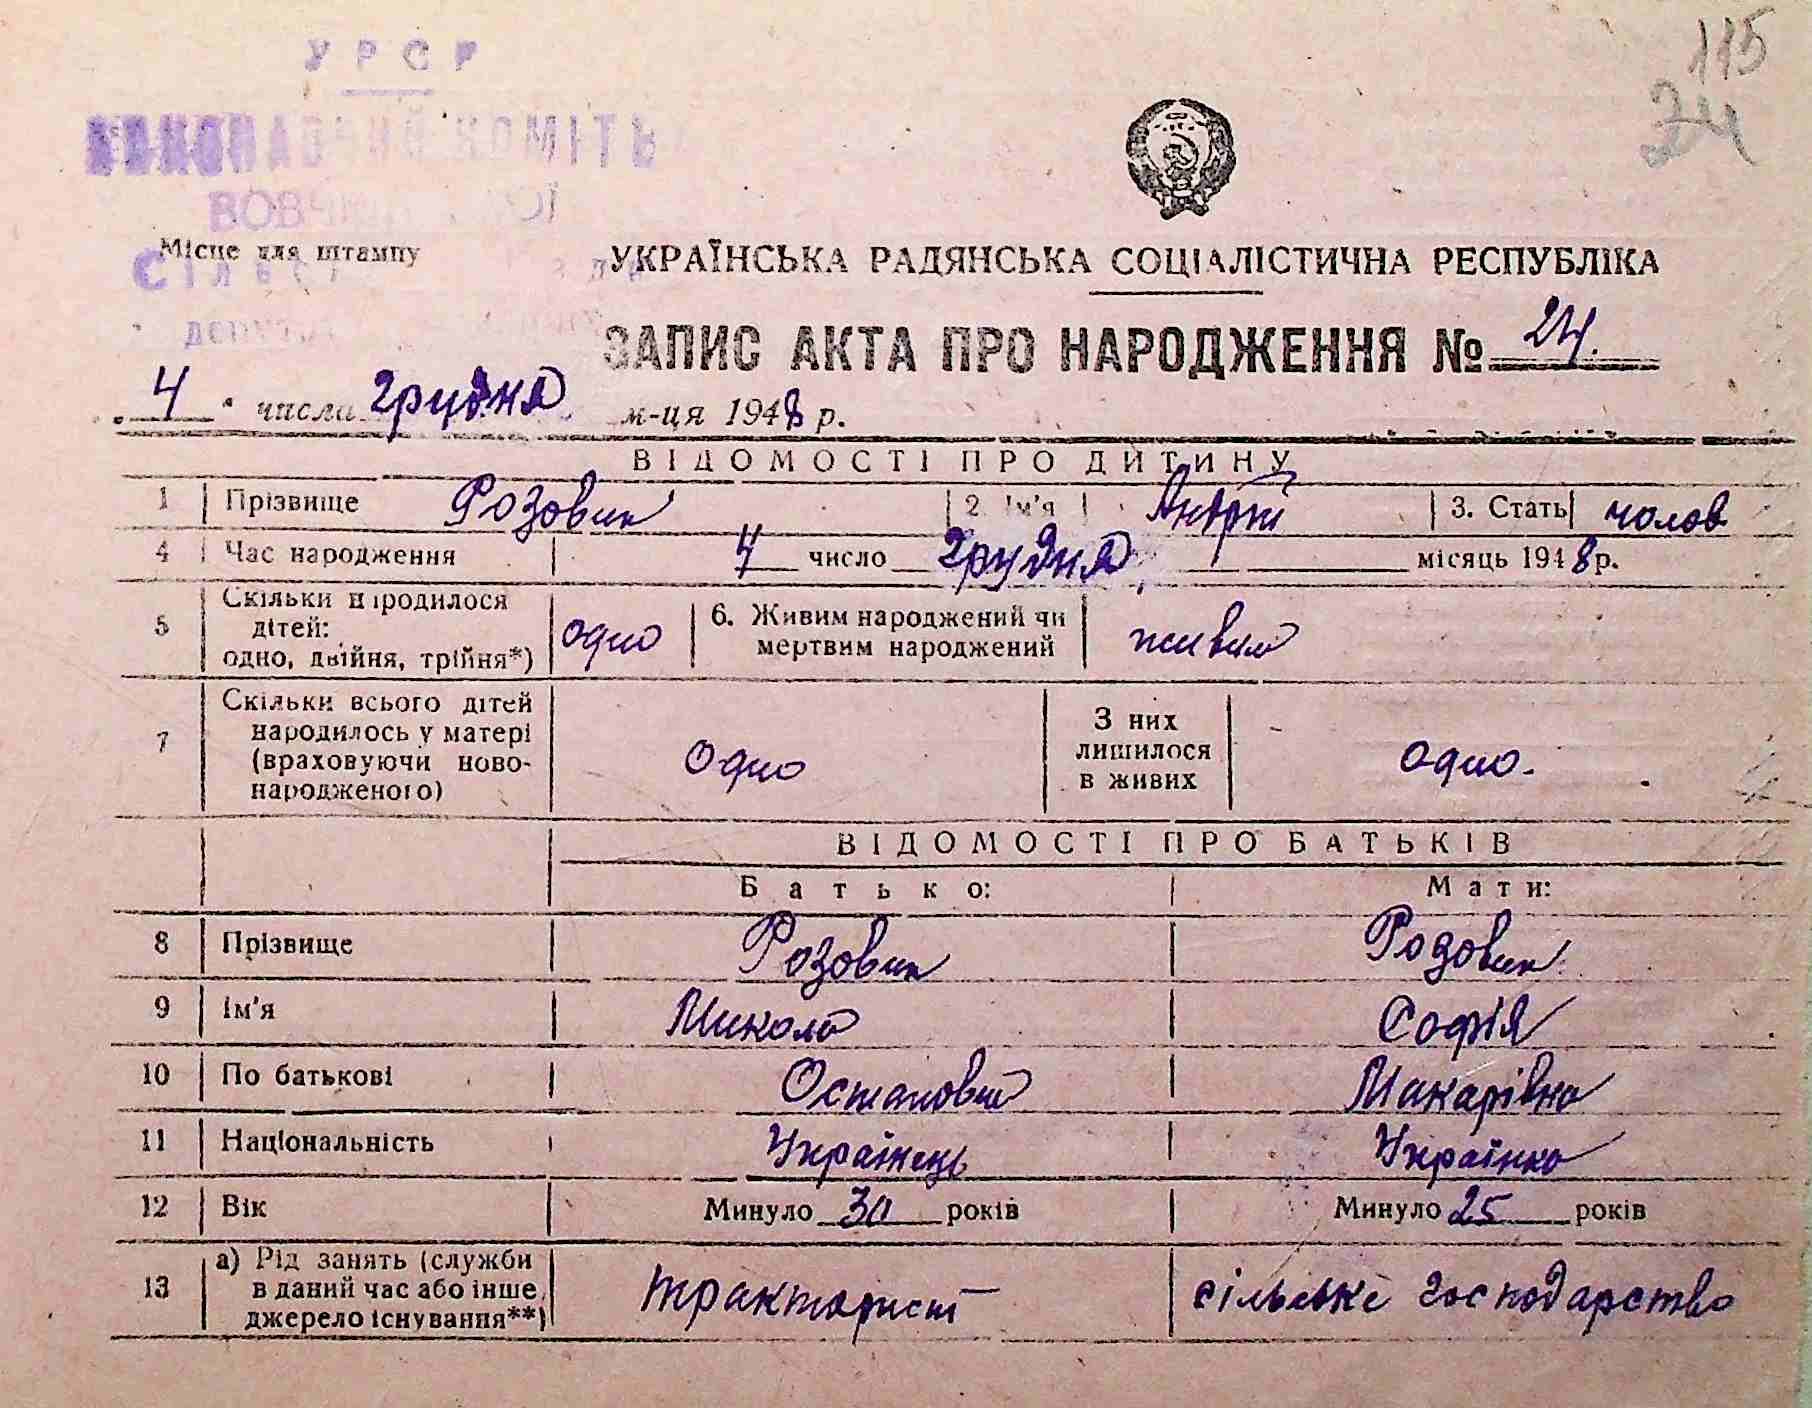 115
24
УРСР
ВИКОНАВЧИЙ КОМІТЕ
Місце для штампу
УКРАЇНСЬКА РАДЯНСЬКА СОЦІАЛІСТИЧНА РЕСПУБЛІКА
ЗАПИС АКТА ПРО НАРОДЖЕННЯ № 24.
"4" числа грудня м-ця 1948 р.
ВІДОМОСТІ ПРО ДИТИНУ
1 Прізвище Розовик 2. Ім'я Андрій 3. Стать чолов
4 Час народження 4 число грудня місяць 1948 р.
5 Скільки народилося дітей: одно, двійня, трійня*) одно 6. Живим народжений чи мертвим народжений живим
7 Скільки всього дітей народилось у матері (враховуючи новонародженого) одно З них лишилося в живих одно.
ВІДОМОСТІ ПРО БАТЬКІВ
Батько: Мати:
8 Прізвище Розовик Розовик
9 Ім'я Микола Софія
10 По батькові Остапович Макарівна
11 Національність Українець Українка
12 Вік Минуло 30 років Минуло 25 років
13 а) Рід занять (служби в даний час або інше джерело існування**) тракторист сільське господарство